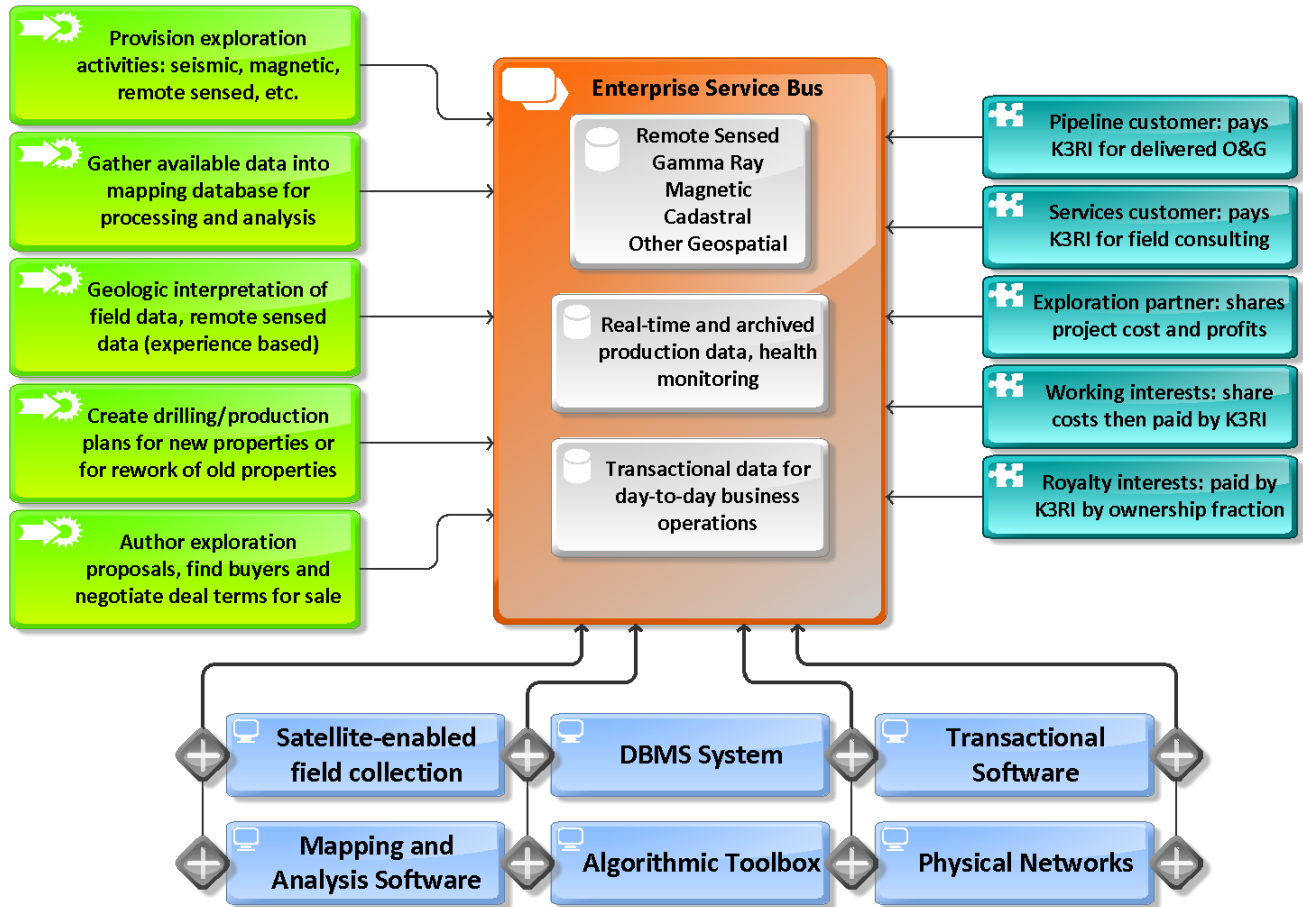 Provision exploration
activities: seismic, magnetic,
remote sensed, etc.
Gather available data into
mapping database for
processing and analysis
Geologic interpretation of
field data, remote sensed
data (experience based)
Create drilling/production
plans for new properties or
for rework of old properties
Author exploration
proposals, find buyers and
negotiate deal terms for sale
Enterprise Service Bus
Remote Sensed
Gamma Ray
Magnetic
Cadastral
Other Geospatial
Real-time and archived
production data, health
monitoring
Transactional data for
day-to-day business
operations
Pipeline customer: pays
K3RI for delivered O&G
Services customer: pays
K3RI for field consulting
Exploration partner: shares
project cost and profits
Working interests: share
costs then paid by K3RI
Royalty interests: paid by
K3RI by ownership fraction
Satellite-enabled
field collection
DBMS System
Transactional
Software
Mapping and
Analysis Software
Algorithmic Toolbox
Physical Networks